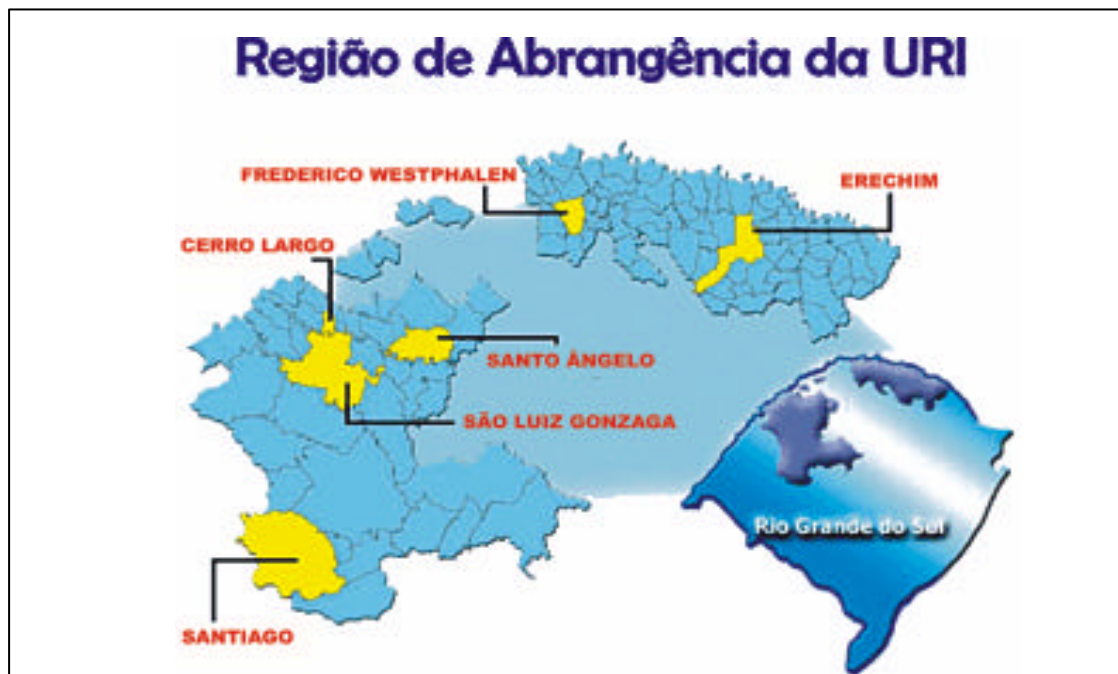 Região de Abrangência da URI
FREDERICO WESTPHALEN
ERECHIM
CERRO LARGO
SANTO ÂNGELO
SÃO LUIZ GONZAGA
Rio Grande do Sul
SANTIAGO